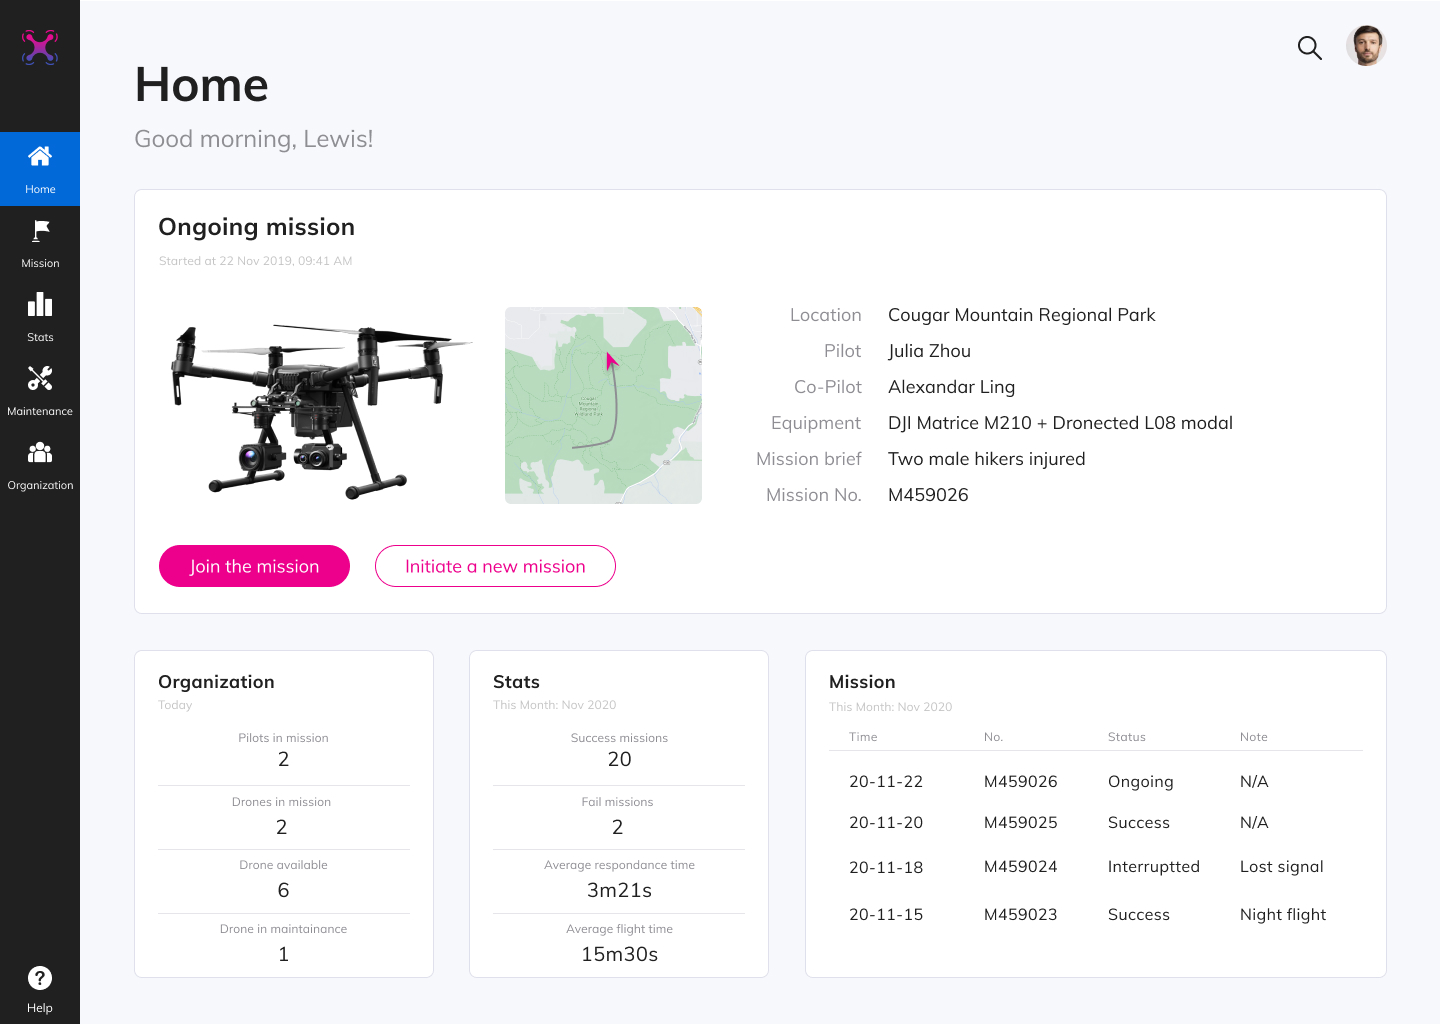 Home
Good morning, Lewis!
Home
Mission
Stats
Maintenance
Organization
Help
Ongoing mission
Started at 22 Nov 2019, 09:41 AM
Cougar
Mountain
Regional
Wildland Park
Location Cougar Mountain Regional Park
Pilot Julia Zhou
Co-Pilot Alexandar Ling
Equipment DJI Matrice M210 + Dronected L08 modal
Mission brief Two male hikers injured
Mission No. M459026
Join the mission
Initiate a new mission
Organization
Today
Pilots in mission
2
Drones in mission
2
Drone available
6
Drone in maintainance
1
Stats
This Month: Nov 2020
Success missions
20
Fail missions
2
Average respondance time
3m21s
Average flight time
15m30s
Mission
This Month: Nov 2020
Time No. Status Note
20-11-22 M459026 Ongoing N/A
20-11-20 M459025 Success N/A
20-11-18 M459024 Interruptted Lost signal
20-11-15 M459023 Success Night flight